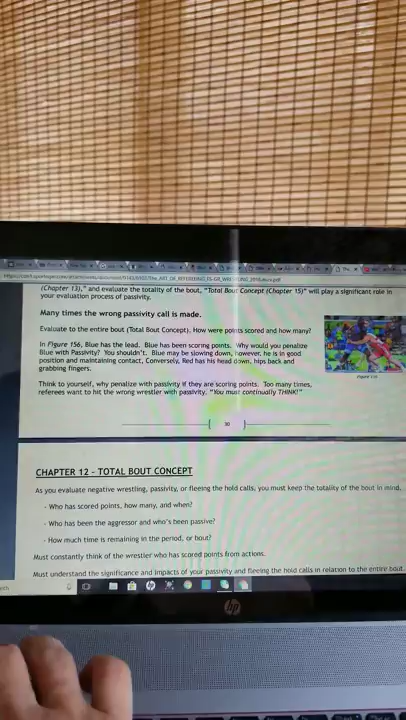 (Chapter 13)," and evaluate the totality of the bout, "Total Bout Concept (Chapter 15)" will play a significant role in
your evaluation process of passivity.
Many times the wrong passivity call is made.
Evaluate to the entire bout (Total Bout Concept). How were points scored and how many?
In Figure 156, Blue has the lead. Blue has been scoring points. Why would you penalize
Blue with Passivity? You shouldn't. Blue may be slowing down, however, he is in good
position and maintaining contact, Conversely, Red has his head down, hips back and
grabbing fingers.
Figure 156
Think to yourself, why penalize with passivity if they are scoring points. Too many times,
referees want to hit the wrong wrestler with passivity. "You must continually THINK!"
30
CHAPTER 12 - TOTAL BOUT CONCEPT
As you evaluate negative wrestling, passivity, or fleeing the hold calls, you must keep the totality of the bout in mind.
- Who has scored points, how many, and when?
- Who has been the aggressor and who's been passive?
- How much time is remaining in the period, or bout?
Must constantly think of the wrestler who has scored points from actions.
Must understand the significance and impacts of your passivity and fleeing the hold calls in relation to the entire bout.
hp